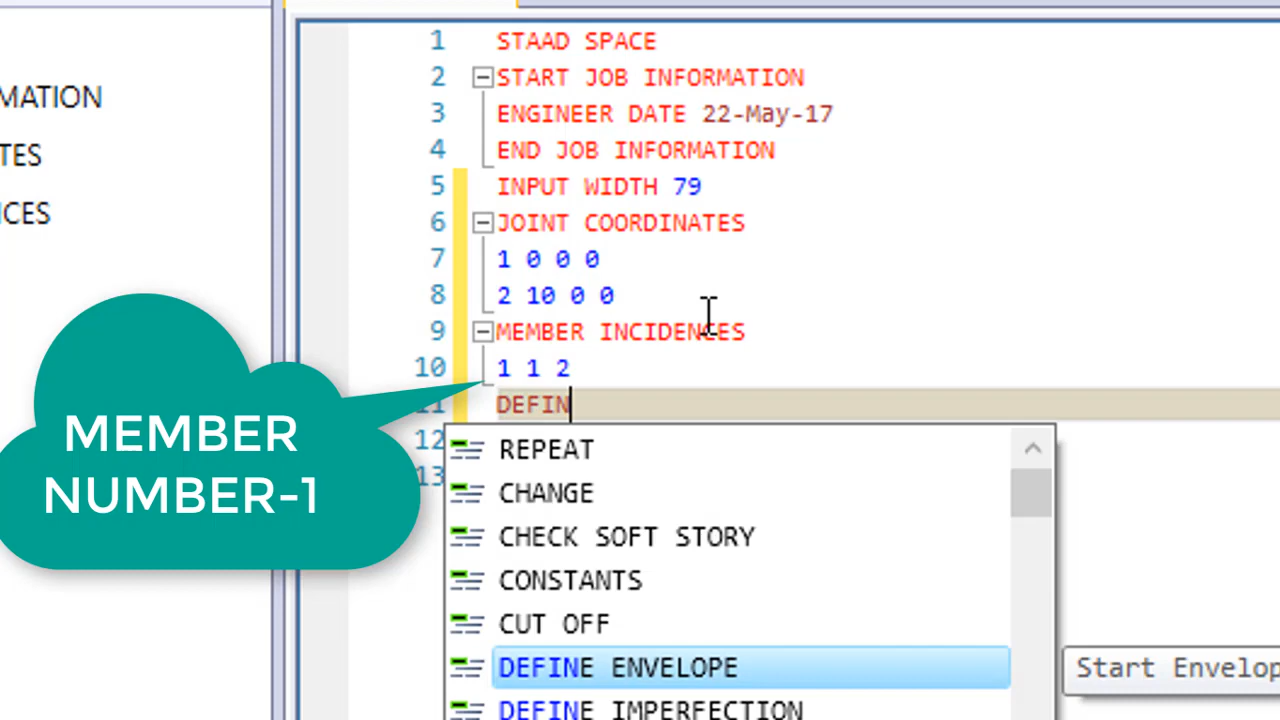 MATION
TES
CES
1 STAAD SPACE
2 START JOB INFORMATION
3 ENGINEER DATE 22-May-17
4 END JOB INFORMATION
5 INPUT WIDTH 79
6 JOINT COORDINATES
7 1 0 0 0
8 2 10 0 0
9 MEMBER INCIDENCES
10 1 1 2
11 DEFIN
12
13
MEMBER
NUMBER-1
REPEAT
CHANGE
CHECK SOFT STORY
CONSTANTS
CUT OFF
DEFINE ENVELOPE
Start Envelop
DEFINE IMPERFECTION